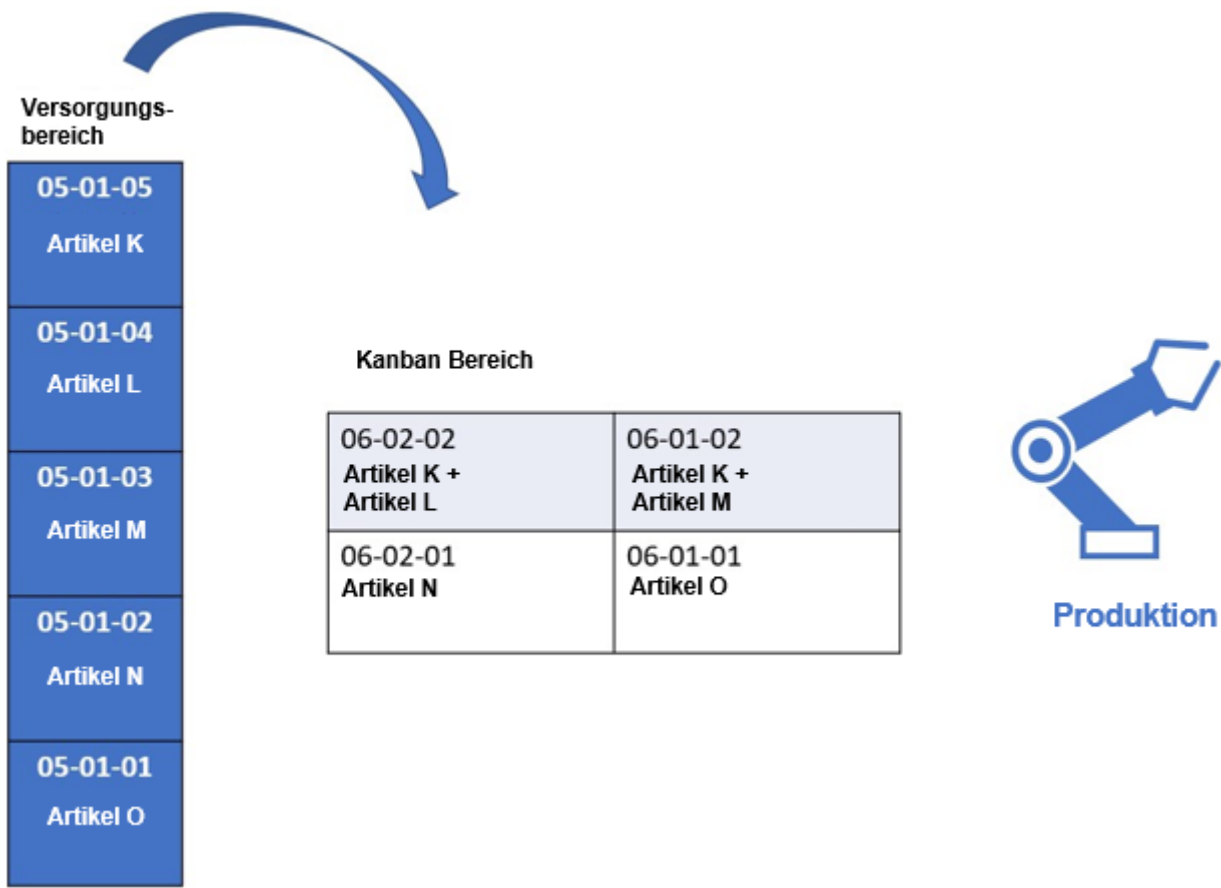 Versorgungs-
bereich
05-01-05
Artikel K
05-01-04
Artikel L
05-01-03
Artikel M
05-01-02
Artikel N
05-01-01
Artikel O
Kanban Bereich
06-02-02
Artikel K +
Artikel L
06-01-02
Artikel K +
Artikel M
06-02-01
Artikel N
06-01-01
Artikel O
Produktion